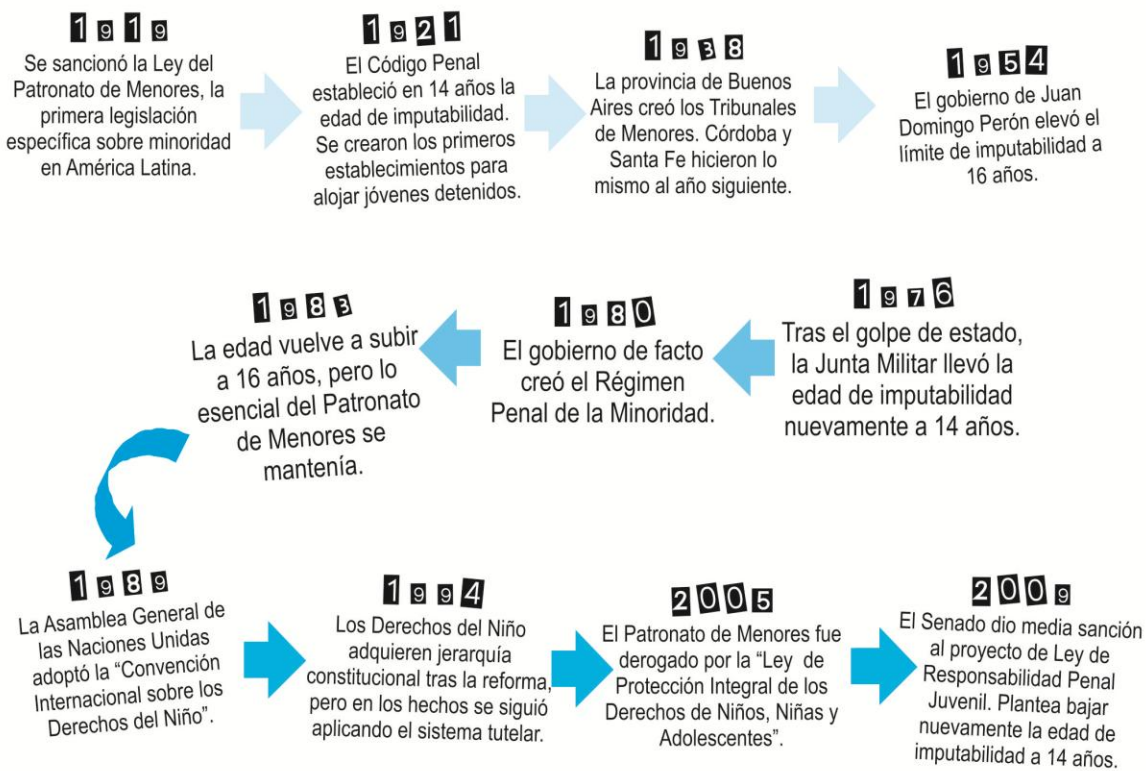 1919
Se sancionó la Ley del
Patronato de Menores, la
primera legislación
específica sobre minoridad
en América Latina.
1921
El Código Penal
estableció en 14 años la
edad de imputabilidad.
Se crearon los primeros
establecimientos para
alojar jóvenes detenidos.
1938
La provincia de Buenos
Aires creó los Tribunales
de Menores. Córdoba y
Santa Fe hicieron lo
mismo al año siguiente.
1954
El gobierno de Juan
Domingo Perón elevó el
límite de imputabilidad a
16 años.
1976
Tras el golpe de estado,
la Junta Militar llevó la
edad de imputabilidad
nuevamente a 14 años.
1980
El gobierno de facto
creó el Régimen
Penal de la Minoridad.
1983
La edad vuelve a subir
a 16 años, pero lo
esencial del Patronato
de Menores se
mantenía.
1989
La Asamblea General de
las Naciones Unidas
adoptó la “Convención
Internacional sobre los
Derechos del Niño”.
1994
Los Derechos del Niño
adquieren jerarquía
constitucional tras la reforma,
pero en los hechos se siguió
aplicando el sistema tutelar.
2005
El Patronato de Menores fue
derogado por la “Ley de
Protección Integral de los
Derechos de Niños, Niñas y
Adolescentes”.
2009
El Senado dio media sanción
al proyecto de Ley de
Responsabilidad Penal
Juvenil. Plantea bajar
nuevamente la edad de
imputabilidad a 14 años.